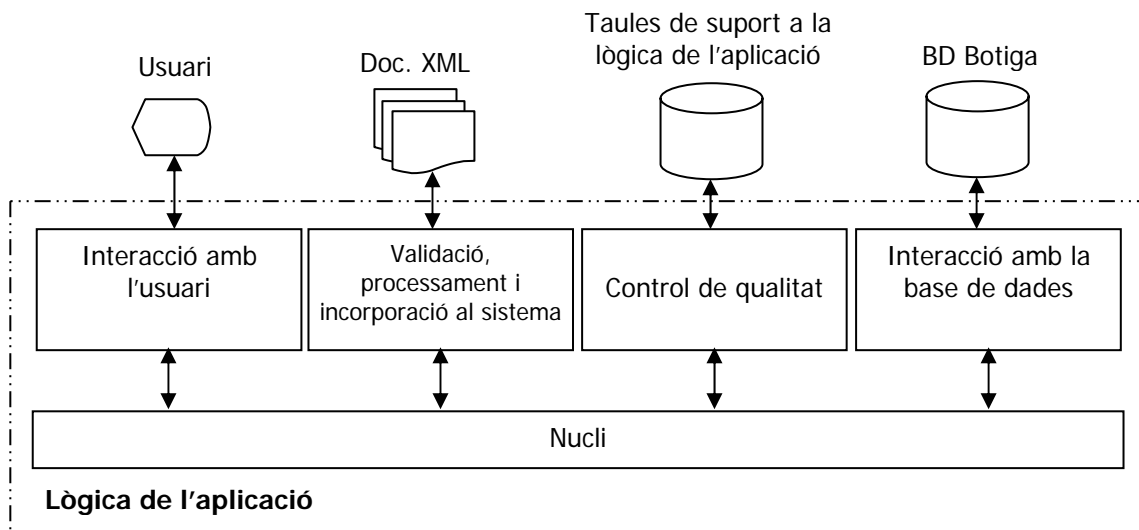 Usuari
Doc. XML
Taules de suport a la
lògica de l'aplicació
BD Botiga
Interacció amb
l'usuari
Validació,
processament i
incorporació al sistema
Control de qualitat
Interacció amb la
base de dades
Nucli
Lògica de l'aplicació